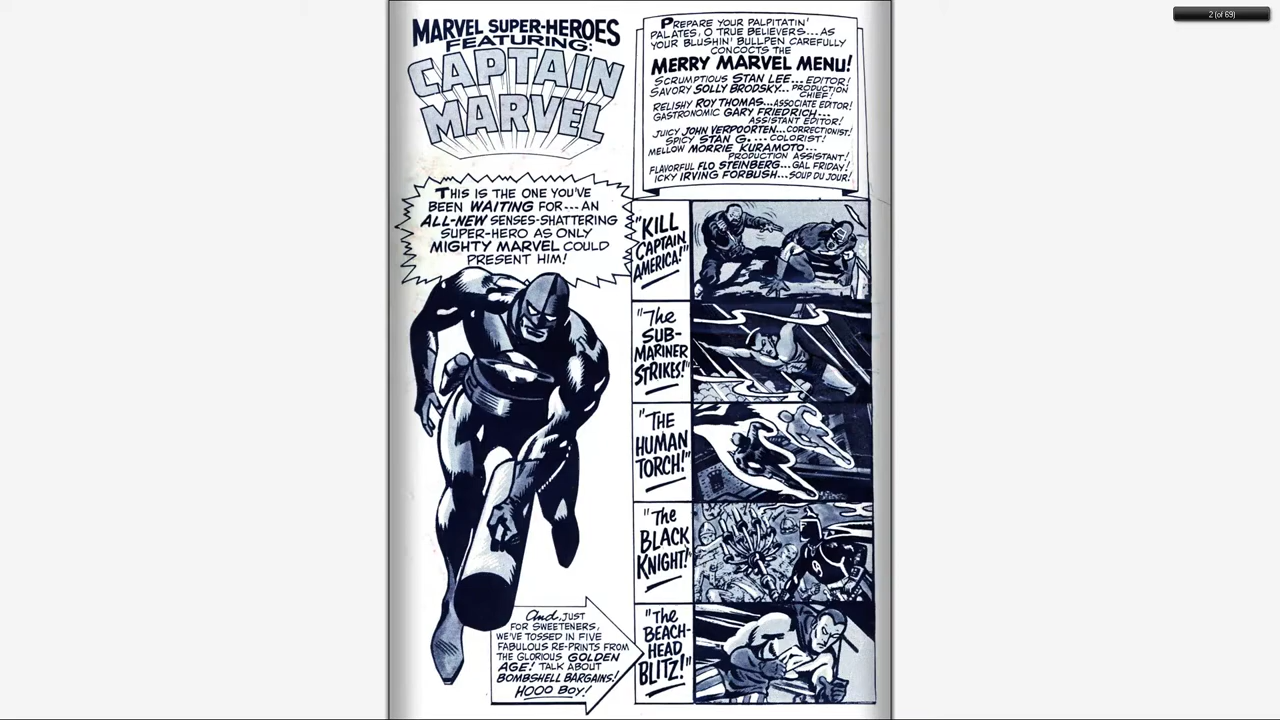 2 (of 69)
MARVEL SUPER-HEROES
FEATURING:
CAPTAIN
MARVEL
PREPARE YOUR PALPITATIN'
PALATES, O TRUE BELIEVERS...AS
YOUR BLUSHIN' BULLPEN CAREFULLY
CONCOCTS THE
MERRY MARVEL MENU!
SCRUMPTIOUS STAN LEE... EDITOR!
SAVORY SOLLY BRODSKY... PRODUCTION
CHIEF!
RELISHY ROY THOMAS...ASSOCIATE EDITOR!
GASTRONOMIC GARY FRIEDRICH...
ASSISTANT EDITOR!
JUICY JOHN VERPOORTEN...CORRECTIONIST!
SPICY STAN G.... COLORIST!
MELLOW MORRIE KURAMOTO...
PRODUCTION ASSISTANT!
FLAVORFUL FLO STEINBERG...GAL FRIDAY!
ICKY IRVING FORBUSH...SOUP DU JOUR!
THIS IS THE ONE YOU'VE
BEEN WAITING FOR---AN
ALL-NEW SENSES-SHATTERING
SUPER-HERO AS ONLY
MIGHTY MARVEL COULD
PRESENT HIM!
And, JUST
FOR SWEETENERS,
WE'VE TOSSED IN FIVE
FABULOUS RE-PRINTS FROM
THE GLORIOUS GOLDEN
AGE! TALK ABOUT
BOMBSHELL BARGAINS!
HOOO BOY!
"KILL
CAPTAIN
AMERICA!"
"The
SUB-
MARINER
STRIKES!"
"THE
HUMAN
TORCH!"
"The
BLACK
KNIGHT!"
"The
BEACH-
HEAD
BLITZ!"